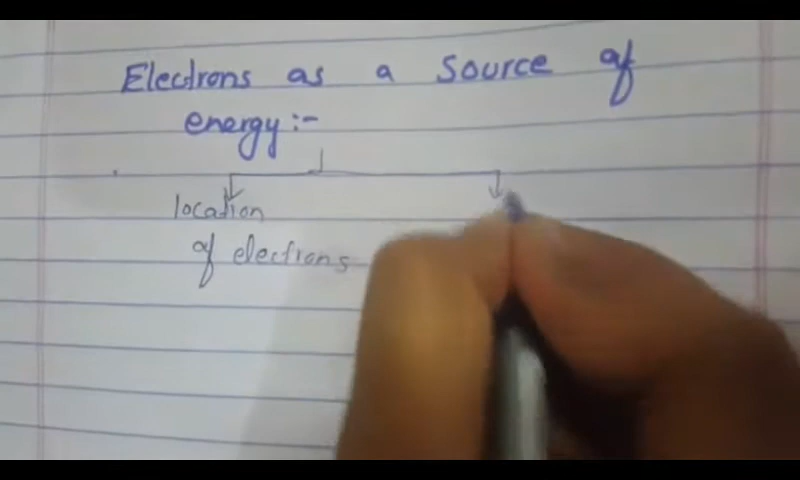 Electrons as a Source of
energy:-
location
of electrons